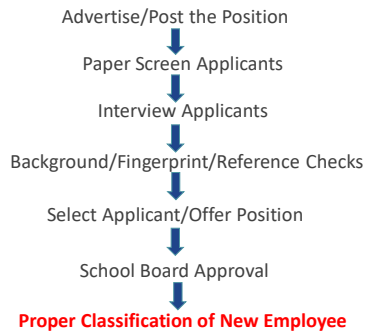 Advertise/Post the Position
Paper Screen Applicants
Interview Applicants
Background/Fingerprint/Reference Checks
Select Applicant/Offer Position
School Board Approval
Proper Classification of New Employee